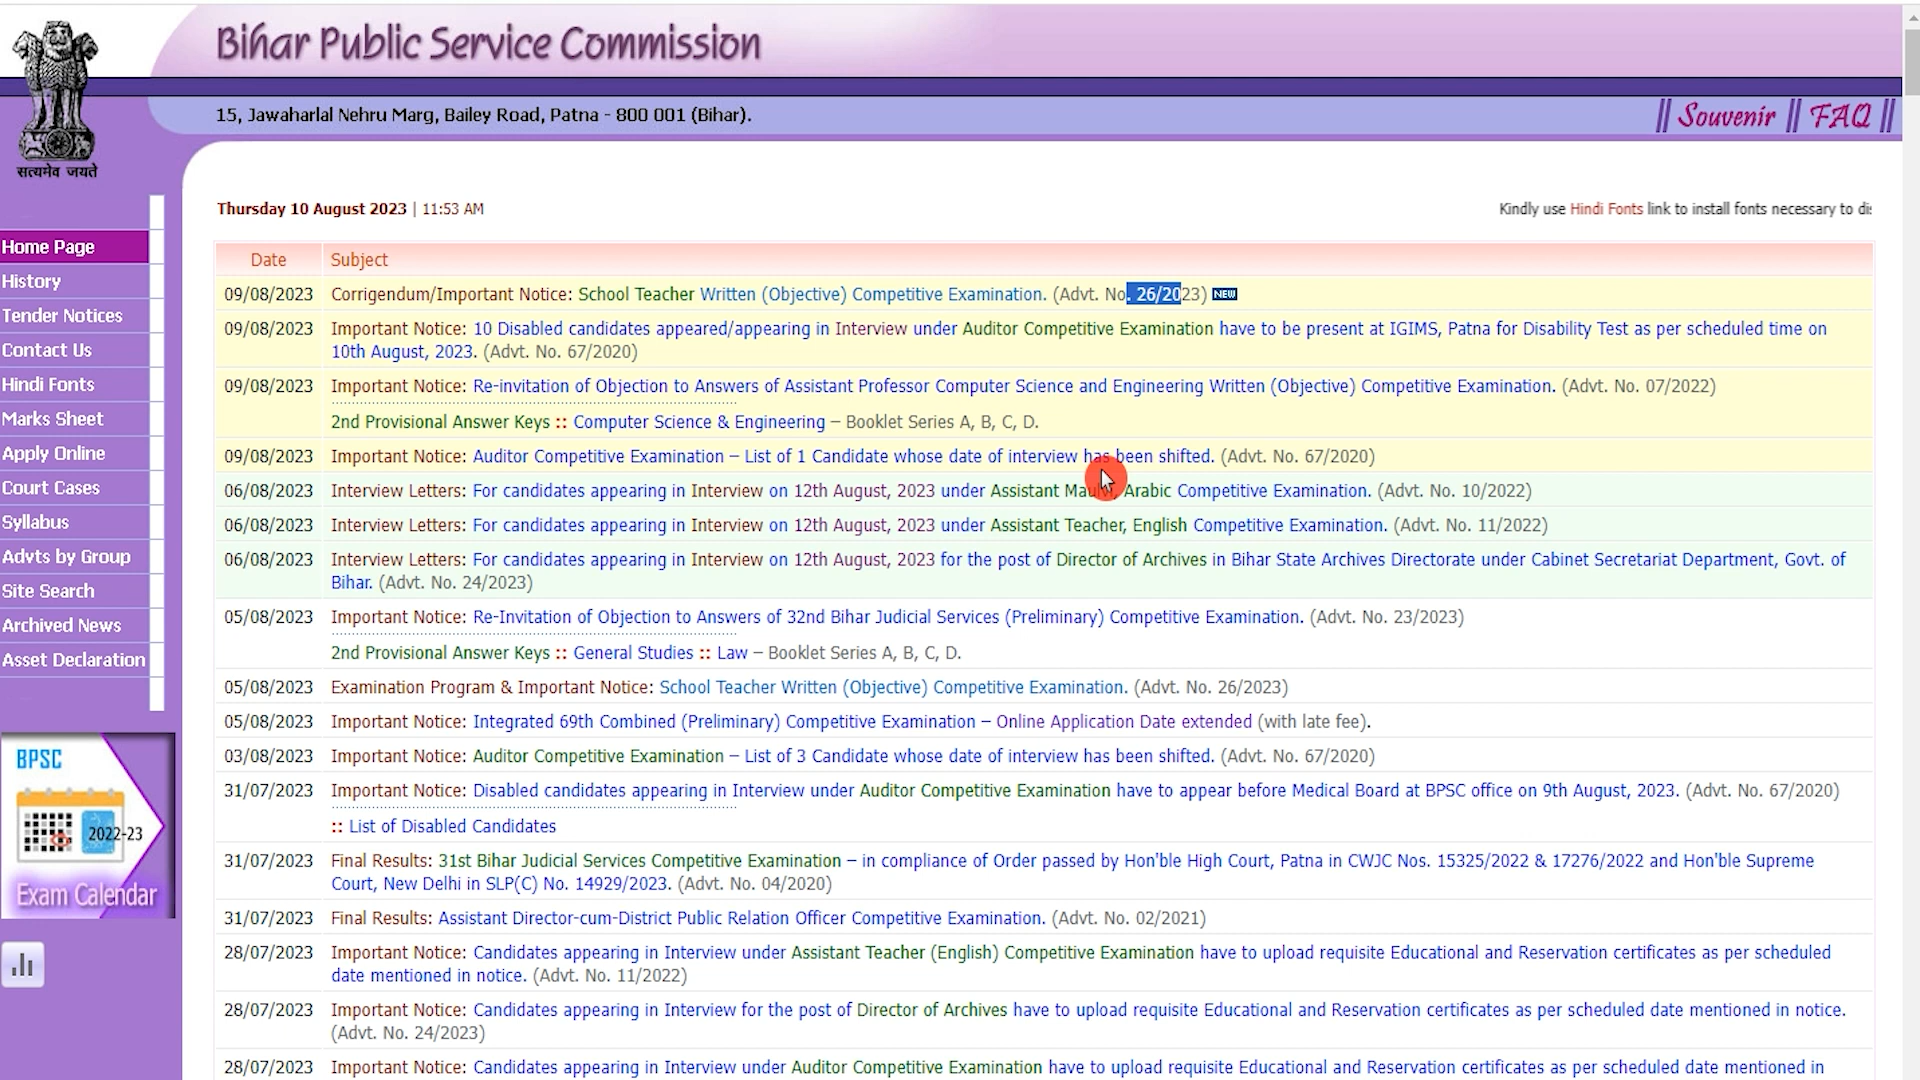 Bihar Public Service Commission
15, Jawaharlal Nehru Marg, Bailey Road, Patna - 800 001 (Bihar).
|| Souvenir || FAQ ||
सत्यमेव जयते
Thursday 10 August 2023 | 11:53 AM
Kindly use Hindi Fonts link to install fonts necessary to
Home Page
History
Tender Notices
Contact Us
Hindi Fonts
Marks Sheet
Apply Online
Court Cases
Syllabus
Advts by Group
Site Search
Archived News
Asset Declaration
BPSC
2022-23
Exam Calendar
Date Subject
09/08/2023 Corrigendum/Important Notice: School Teacher Written (Objective) Competitive Examination. (Advt. No. 26/2023) NEW
09/08/2023 Important Notice: 10 Disabled candidates appeared/appearing in Interview under Auditor Competitive Examination have to be present at IGIMS, Patna for Disability Test as per scheduled time on
10th August, 2023. (Advt. No. 67/2020)
09/08/2023 Important Notice: Re-invitation of Objection to Answers of Assistant Professor Computer Science and Engineering Written (Objective) Competitive Examination. (Advt. No. 07/2022)
2nd Provisional Answer Keys :: Computer Science & Engineering – Booklet Series A, B, C, D.
09/08/2023 Important Notice: Auditor Competitive Examination – List of 1 Candidate whose date of interview has been shifted. (Advt. No. 67/2020)
06/08/2023 Interview Letters: For candidates appearing in Interview on 12th August, 2023 under Assistant Maulvi, Arabic Competitive Examination. (Advt. No. 10/2022)
06/08/2023 Interview Letters: For candidates appearing in Interview on 12th August, 2023 under Assistant Teacher, English Competitive Examination. (Advt. No. 11/2022)
06/08/2023 Interview Letters: For candidates appearing in Interview on 12th August, 2023 for the post of Director of Archives in Bihar State Archives Directorate under Cabinet Secretariat Department, Govt. of
Bihar. (Advt. No. 24/2023)
05/08/2023 Important Notice: Re-Invitation of Objection to Answers of 32nd Bihar Judicial Services (Preliminary) Competitive Examination. (Advt. No. 23/2023)
2nd Provisional Answer Keys :: General Studies :: Law – Booklet Series A, B, C, D.
05/08/2023 Examination Program & Important Notice: School Teacher Written (Objective) Competitive Examination. (Advt. No. 26/2023)
05/08/2023 Important Notice: Integrated 69th Combined (Preliminary) Competitive Examination – Online Application Date extended (with late fee).
03/08/2023 Important Notice: Auditor Competitive Examination – List of 3 Candidate whose date of interview has been shifted. (Advt. No. 67/2020)
31/07/2023 Important Notice: Disabled candidates appearing in Interview under Auditor Competitive Examination have to appear before Medical Board at BPSC office on 9th August, 2023. (Advt. No. 67/2020)
:: List of Disabled Candidates
31/07/2023 Final Results: 31st Bihar Judicial Services Competitive Examination – in compliance of Order passed by Hon'ble High Court, Patna in CWJC Nos. 15325/2022 & 17276/2022 and Hon'ble Supreme
Court, New Delhi in SLP(C) No. 14929/2023. (Advt. No. 04/2020)
31/07/2023 Final Results: Assistant Director-cum-District Public Relation Officer Competitive Examination. (Advt. No. 02/2021)
28/07/2023 Important Notice: Candidates appearing in Interview under Assistant Teacher (English) Competitive Examination have to upload requisite Educational and Reservation certificates as per scheduled
date mentioned in notice. (Advt. No. 11/2022)
28/07/2023 Important Notice: Candidates appearing in Interview for the post of Director of Archives have to upload requisite Educational and Reservation certificates as per scheduled date mentioned in notice.
(Advt. No. 24/2023)
28/07/2023 Important Notice: Candidates appearing in Interview under Auditor Competitive Examination have to upload requisite Educational and Reservation certificates as per scheduled date mentioned in